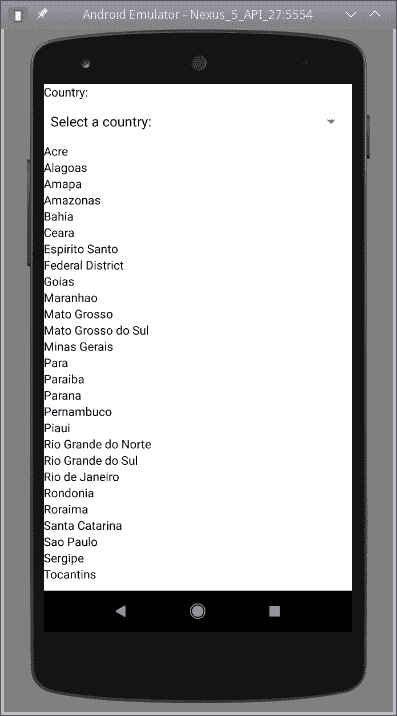 Android Emulator - Nexus_5_API_27:5554
Country:
Select a country:
Acre
Alagoas
Amapa
Amazonas
Bahia
Ceara
Espirito Santo
Federal District
Goias
Maranhao
Mato Grosso
Mato Grosso do Sul
Minas Gerais
Para
Paraiba
Parana
Pernambuco
Piaui
Rio Grande do Norte
Rio Grande do Sul
Rio de Janeiro
Rondonia
Roraima
Santa Catarina
Sao Paulo
Sergipe
Tocantins